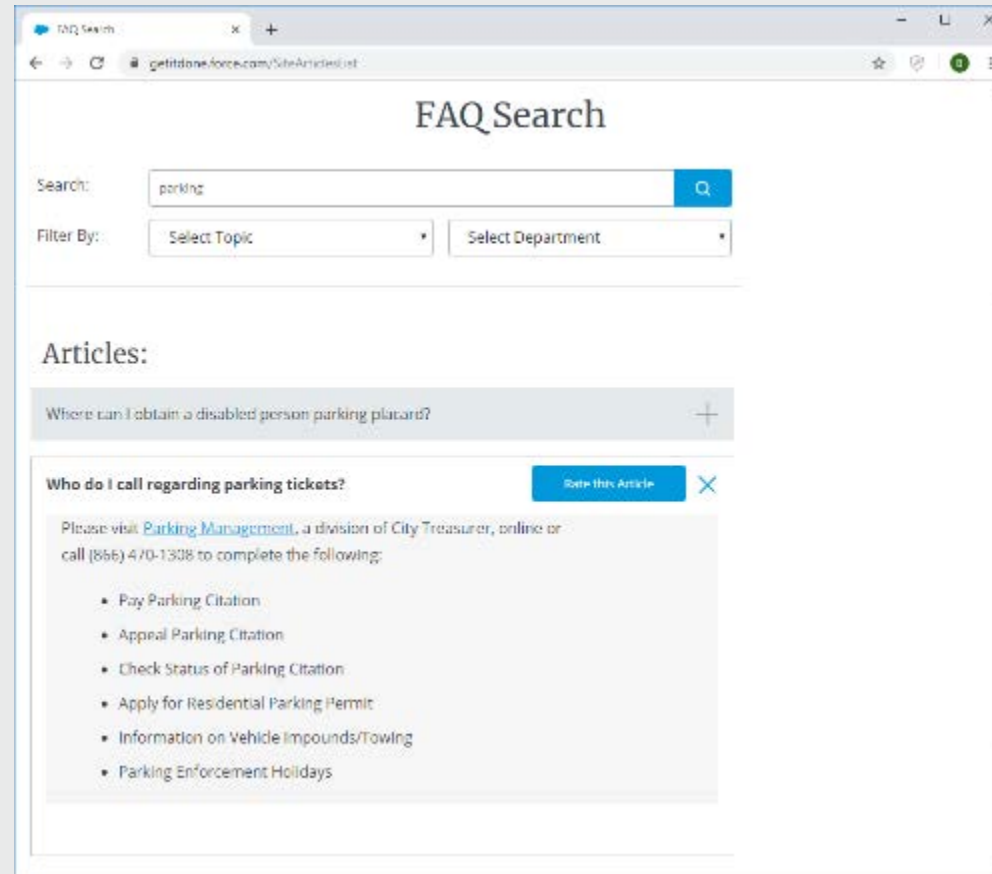 FAQ Search
getitdone.force.com/SiteArticlesList
FAQ Search
Search:
parking
Filter By:
Select Topic
Select Department
Articles:
Where can I obtain a disabled person parking placard?
Who do I call regarding parking tickets?
Rate this Article
Please visit Parking Management, a division of City Treasurer, online or
call (866) 470-1308 to complete the following:
• Pay Parking Citation
• Appeal Parking Citation
• Check Status of Parking Citation
• Apply for Residential Parking Permit
• Information on Vehicle Impounds/Towing
• Parking Enforcement Holidays